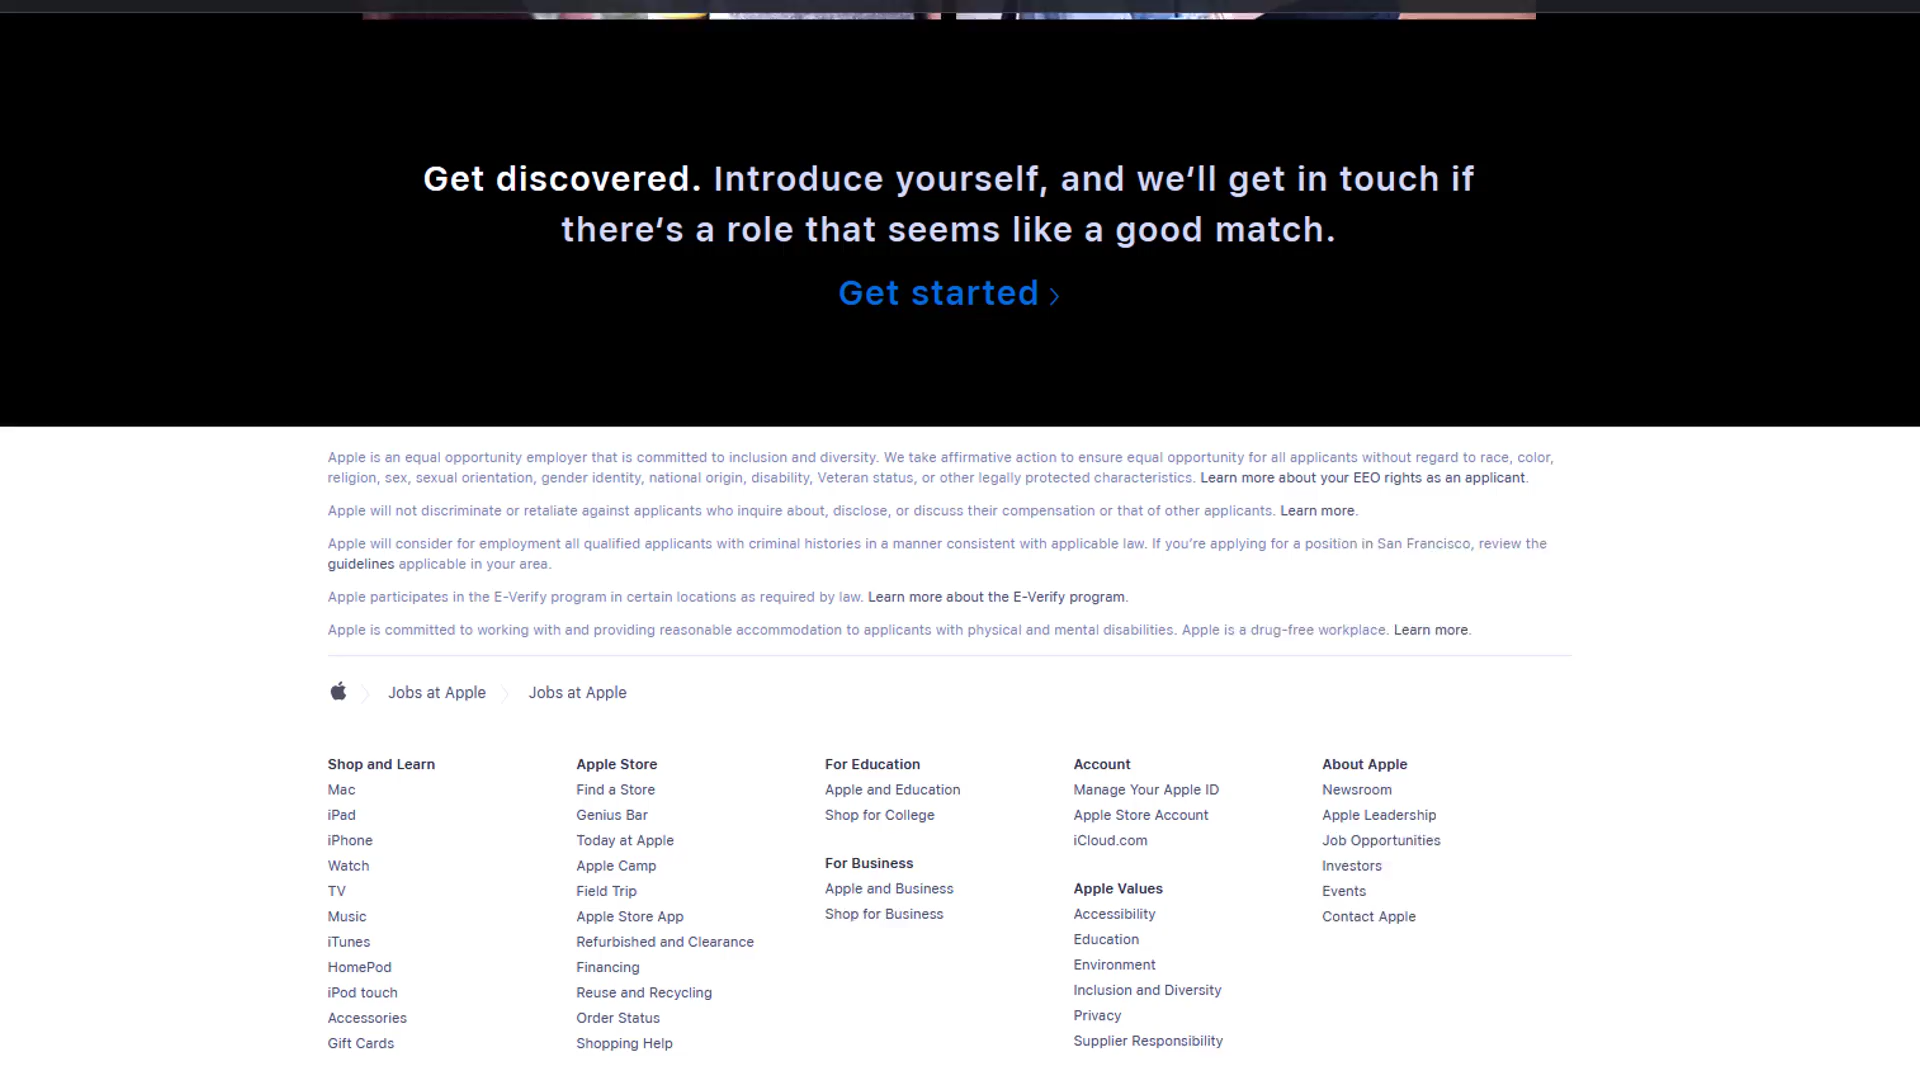 Get discovered. Introduce yourself, and we’ll get in touch if
there’s a role that seems like a good match.
Get started
Apple is an equal opportunity employer that is committed to inclusion and diversity. We take affirmative action to ensure equal opportunity for all applicants without regard to race, color,
religion, sex, sexual orientation, gender identity, national origin, disability, Veteran status, or other legally protected characteristics. Learn more about your EEO rights as an applicant.
Apple will not discriminate or retaliate against applicants who inquire about, disclose, or discuss their compensation or that of other applicants. Learn more.
Apple will consider for employment all qualified applicants with criminal histories in a manner consistent with applicable law. If you’re applying for a position in San Francisco, review the
guidelines applicable in your area.
Apple participates in the E-Verify program in certain locations as required by law. Learn more about the E-Verify program.
Apple is committed to working with and providing reasonable accommodation to applicants with physical and mental disabilities. Apple is a drug-free workplace. Learn more.
Jobs at Apple
Jobs at Apple
Shop and Learn
Mac
iPad
iPhone
Watch
TV
Music
iTunes
HomePod
iPod touch
Accessories
Gift Cards
Apple Store
Find a Store
Genius Bar
Today at Apple
Apple Camp
Field Trip
Apple Store App
Refurbished and Clearance
Financing
Reuse and Recycling
Order Status
Shopping Help
For Education
Apple and Education
Shop for College
For Business
Apple and Business
Shop for Business
Account
Manage Your Apple ID
Apple Store Account
iCloud.com
Apple Values
Accessibility
Education
Environment
Inclusion and Diversity
Privacy
Supplier Responsibility
About Apple
Newsroom
Apple Leadership
Job Opportunities
Investors
Events
Contact Apple